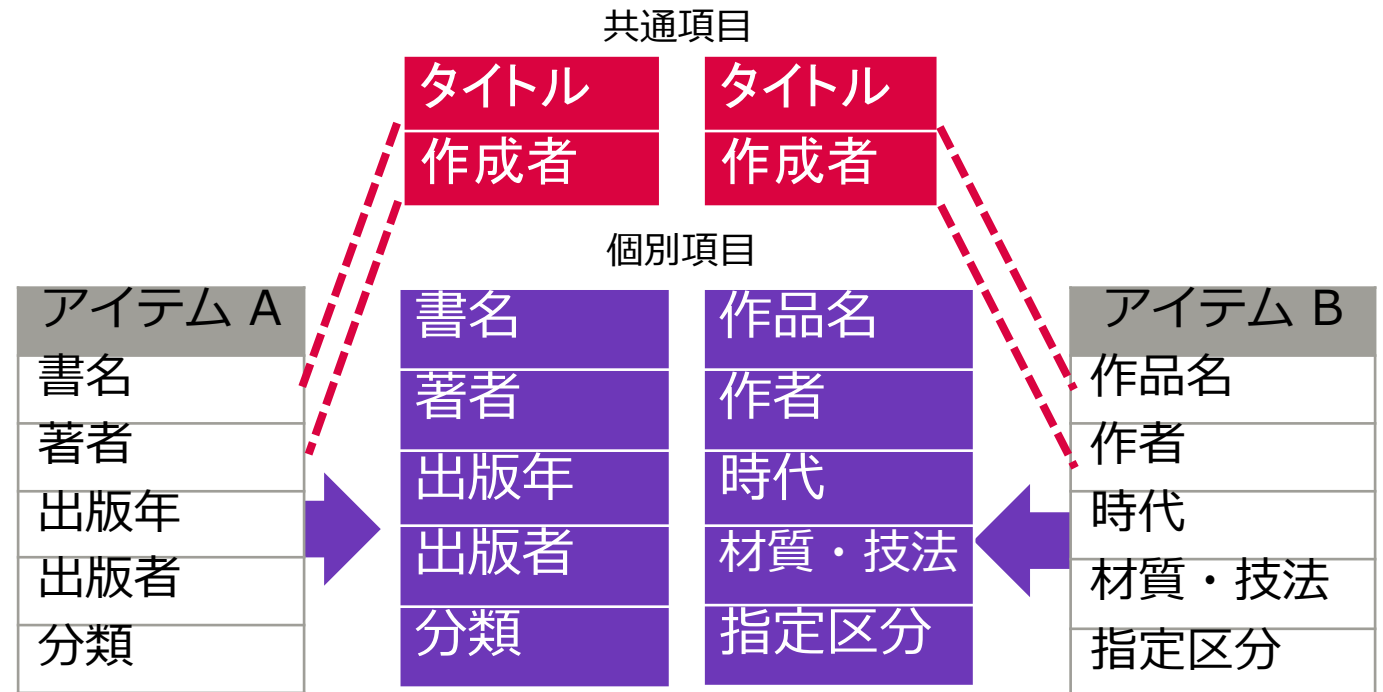 共通項目
タイトル
作成者
タイトル
作成者
個別項目
アイテム A
書名
著者
出版年
出版者
分類
書名
著者
出版年
出版者
分類
作品名
作者
時代
材質・技法
指定区分
アイテム B
作品名
作者
時代
材質・技法
指定区分